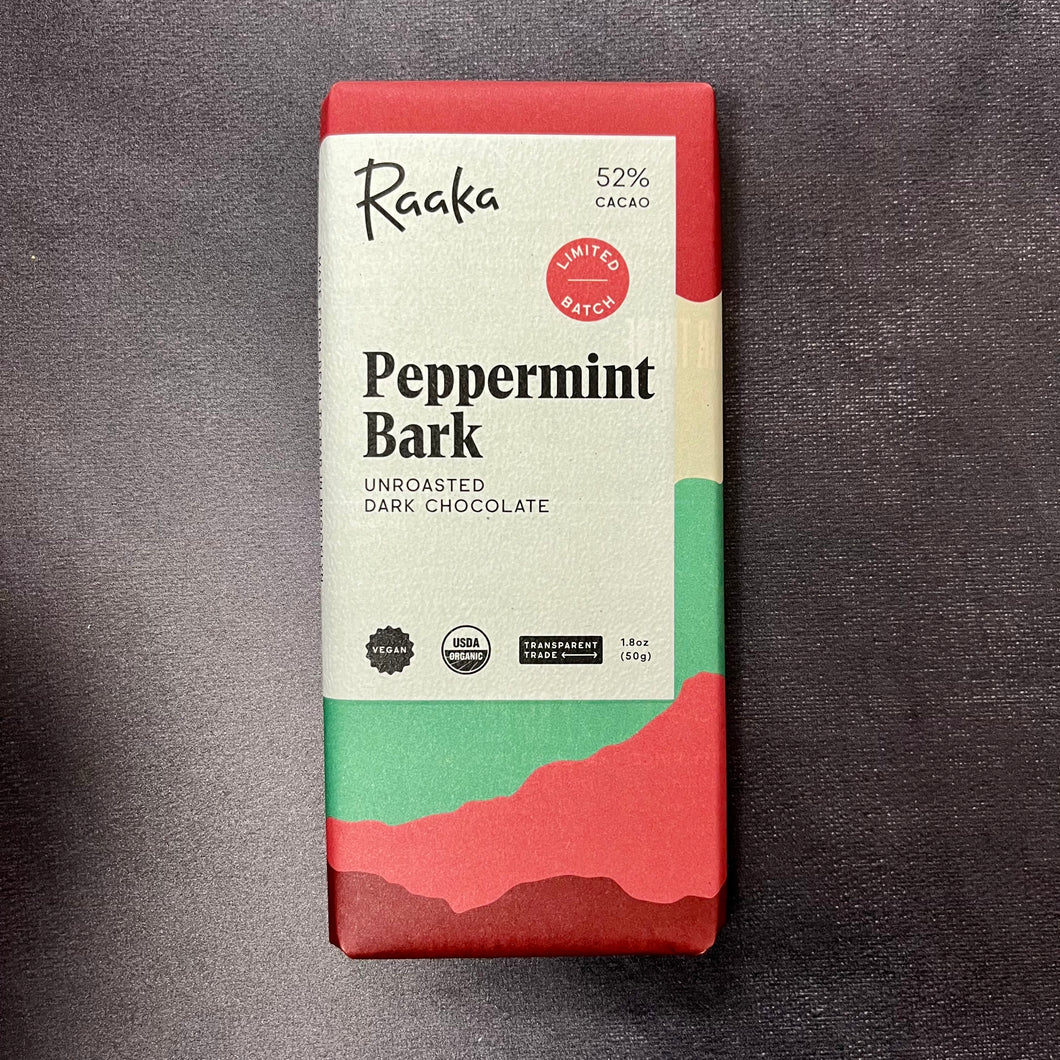 Raaka
52%
CACAO
LIMITED
BATCH
Peppermint
Bark
UNROASTED
DARK CHOCOLATE
VEGAN
USDA
ORGANIC
TRANSPARENT
TRADE
1.8oz
(50g)